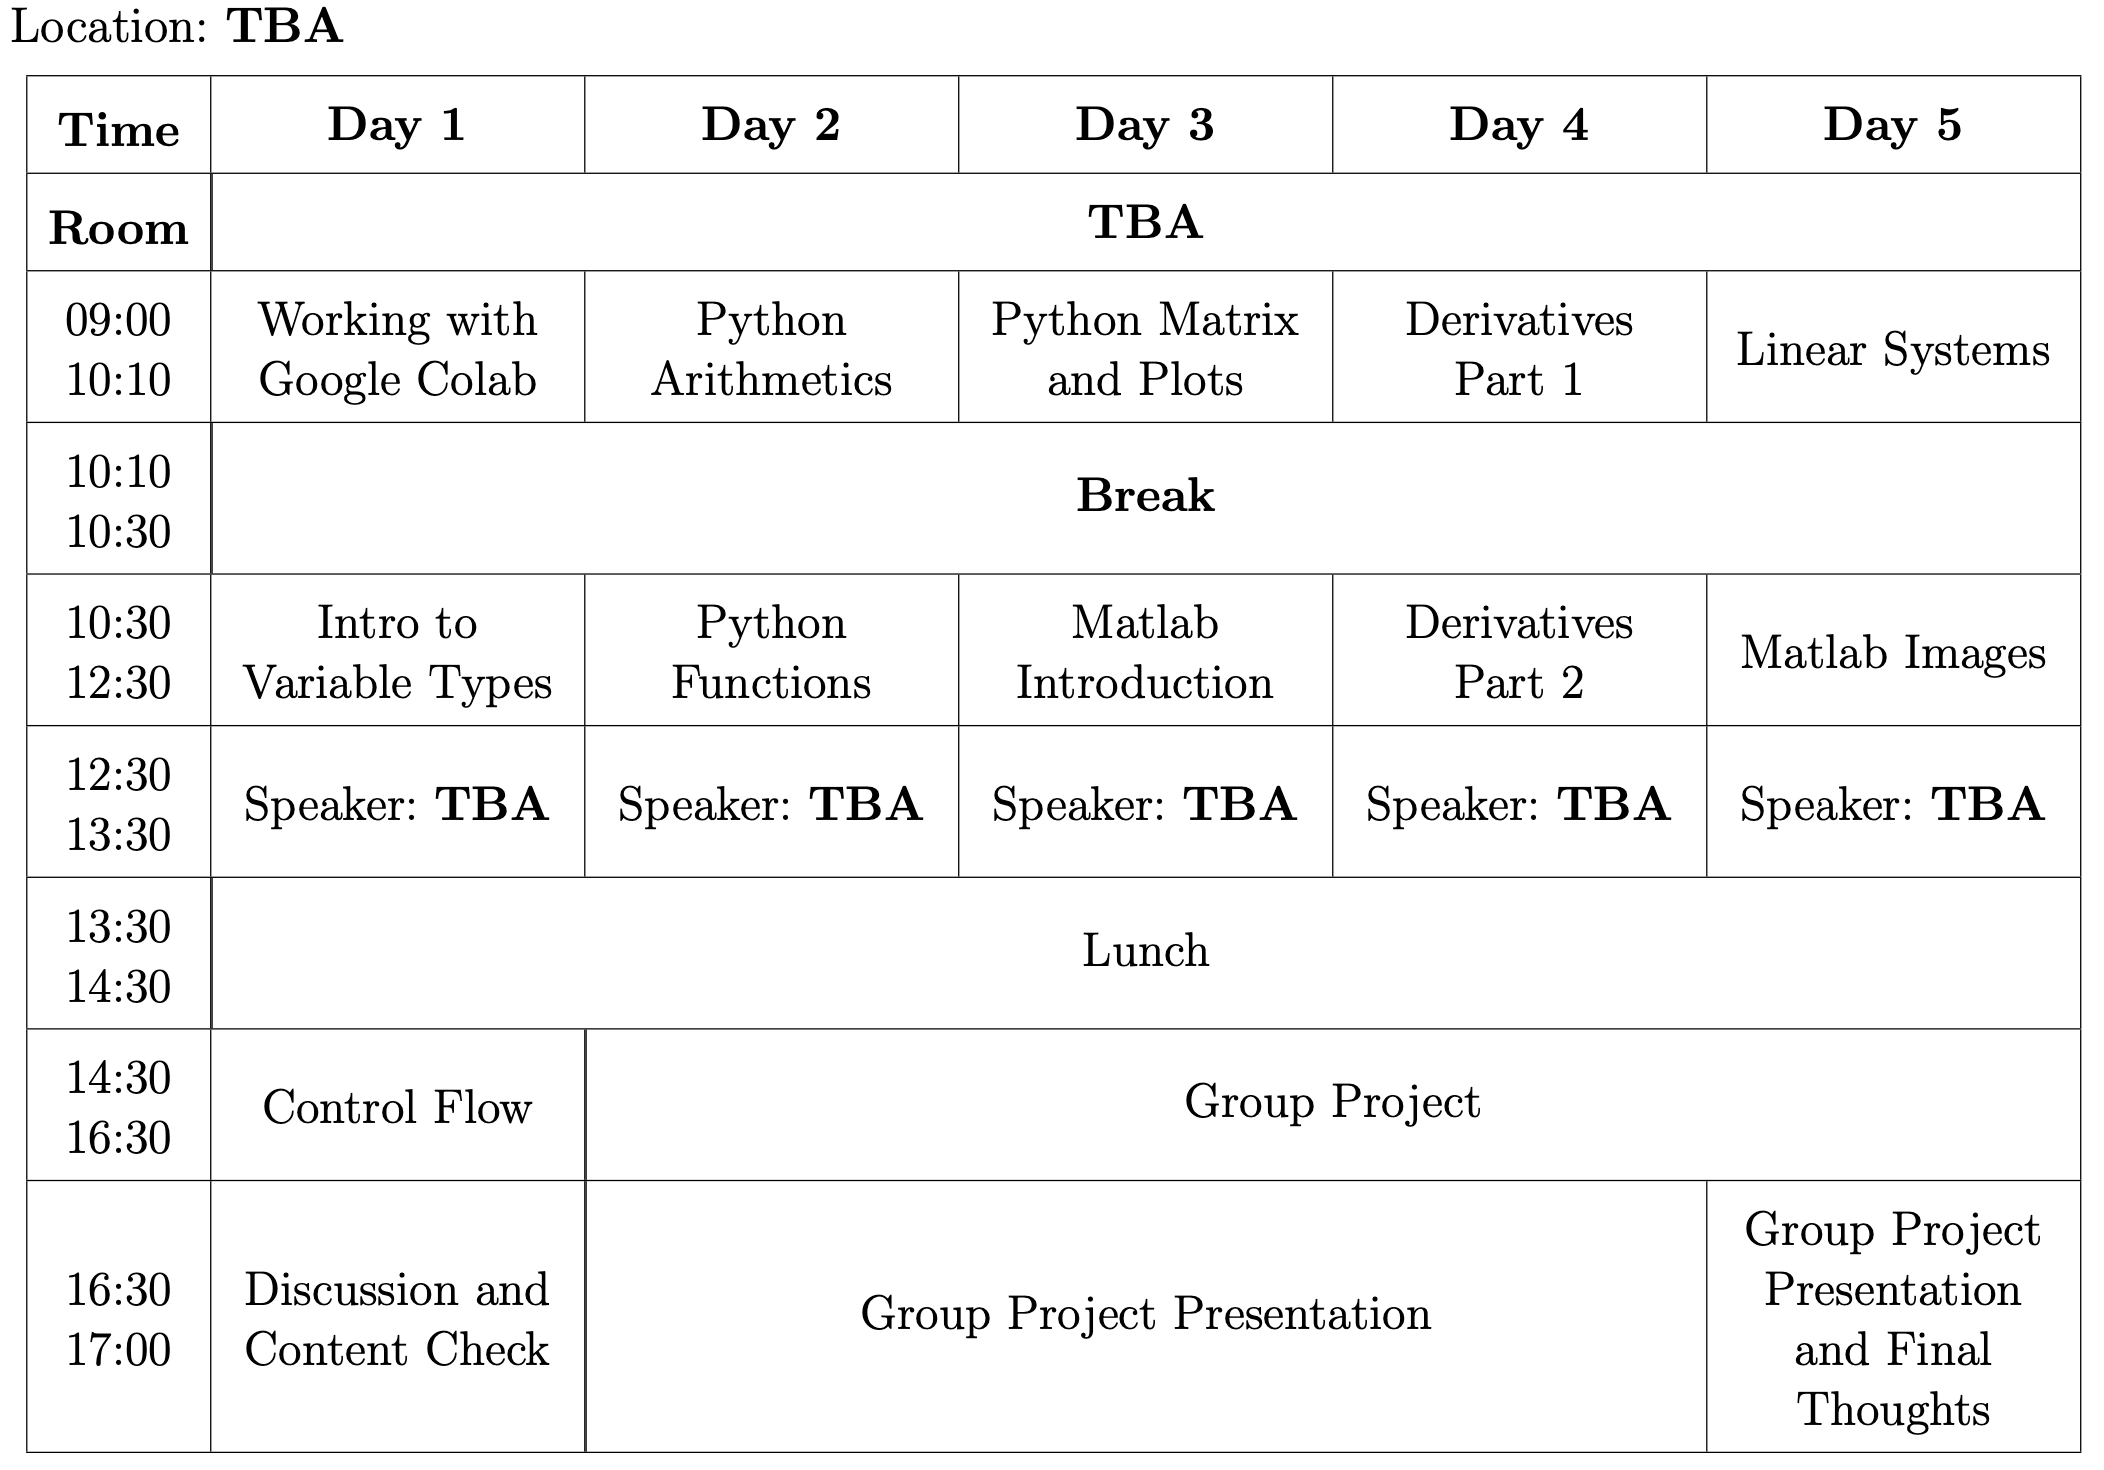 Location: TBA
Time Day 1 Day 2 Day 3 Day 4 Day 5
Room TBA
09:00 Working with Python Python Matrix Derivatives Linear Systems
10:10 Google Colab Arithmetics and Plots Part 1
10:10 Break
10:30
10:30 Intro to Python Matlab Derivatives Matlab Images
12:30 Variable Types Functions Introduction Part 2
12:30 Speaker: TBA Speaker: TBA Speaker: TBA Speaker: TBA Speaker: TBA
13:30
13:30 Lunch
14:30
14:30 Control Flow Group Project
16:30
Group Project
16:30 Discussion and Group Project Presentation Presentation
17:00 Content Check and Final
Thoughts